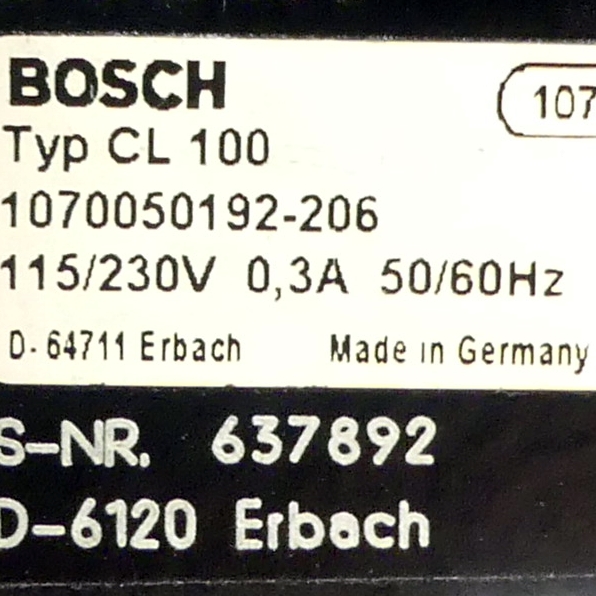 BOSCH
107
Typ CL 100
1070050192-206
115/230V 0,3A 50/60Hz
D-64711 Erbach Made in Germany
S-NR. 637892
D-6120 Erbach